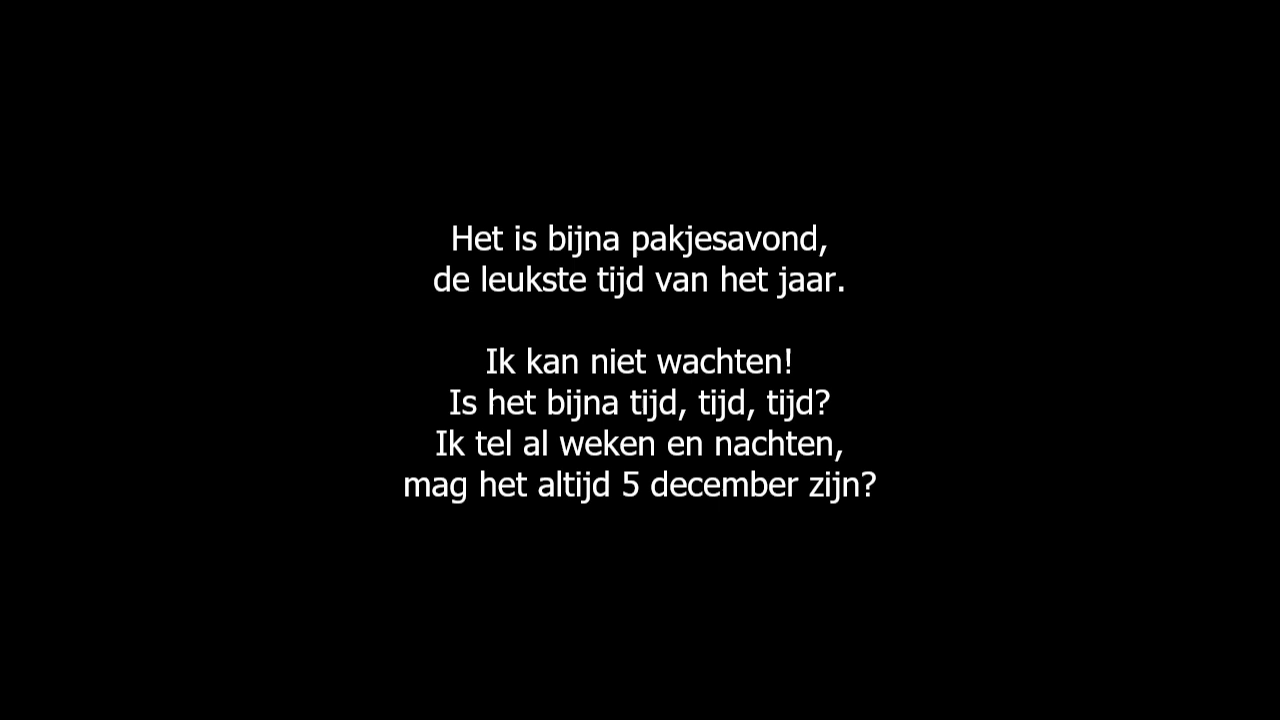 Het is bijna pakjesavond,
de leukste tijd van het jaar.
Ik kan niet wachten!
Is het bijna tijd, tijd, tijd?
Ik tel al weken en nachten,
mag het altijd 5 december zijn?